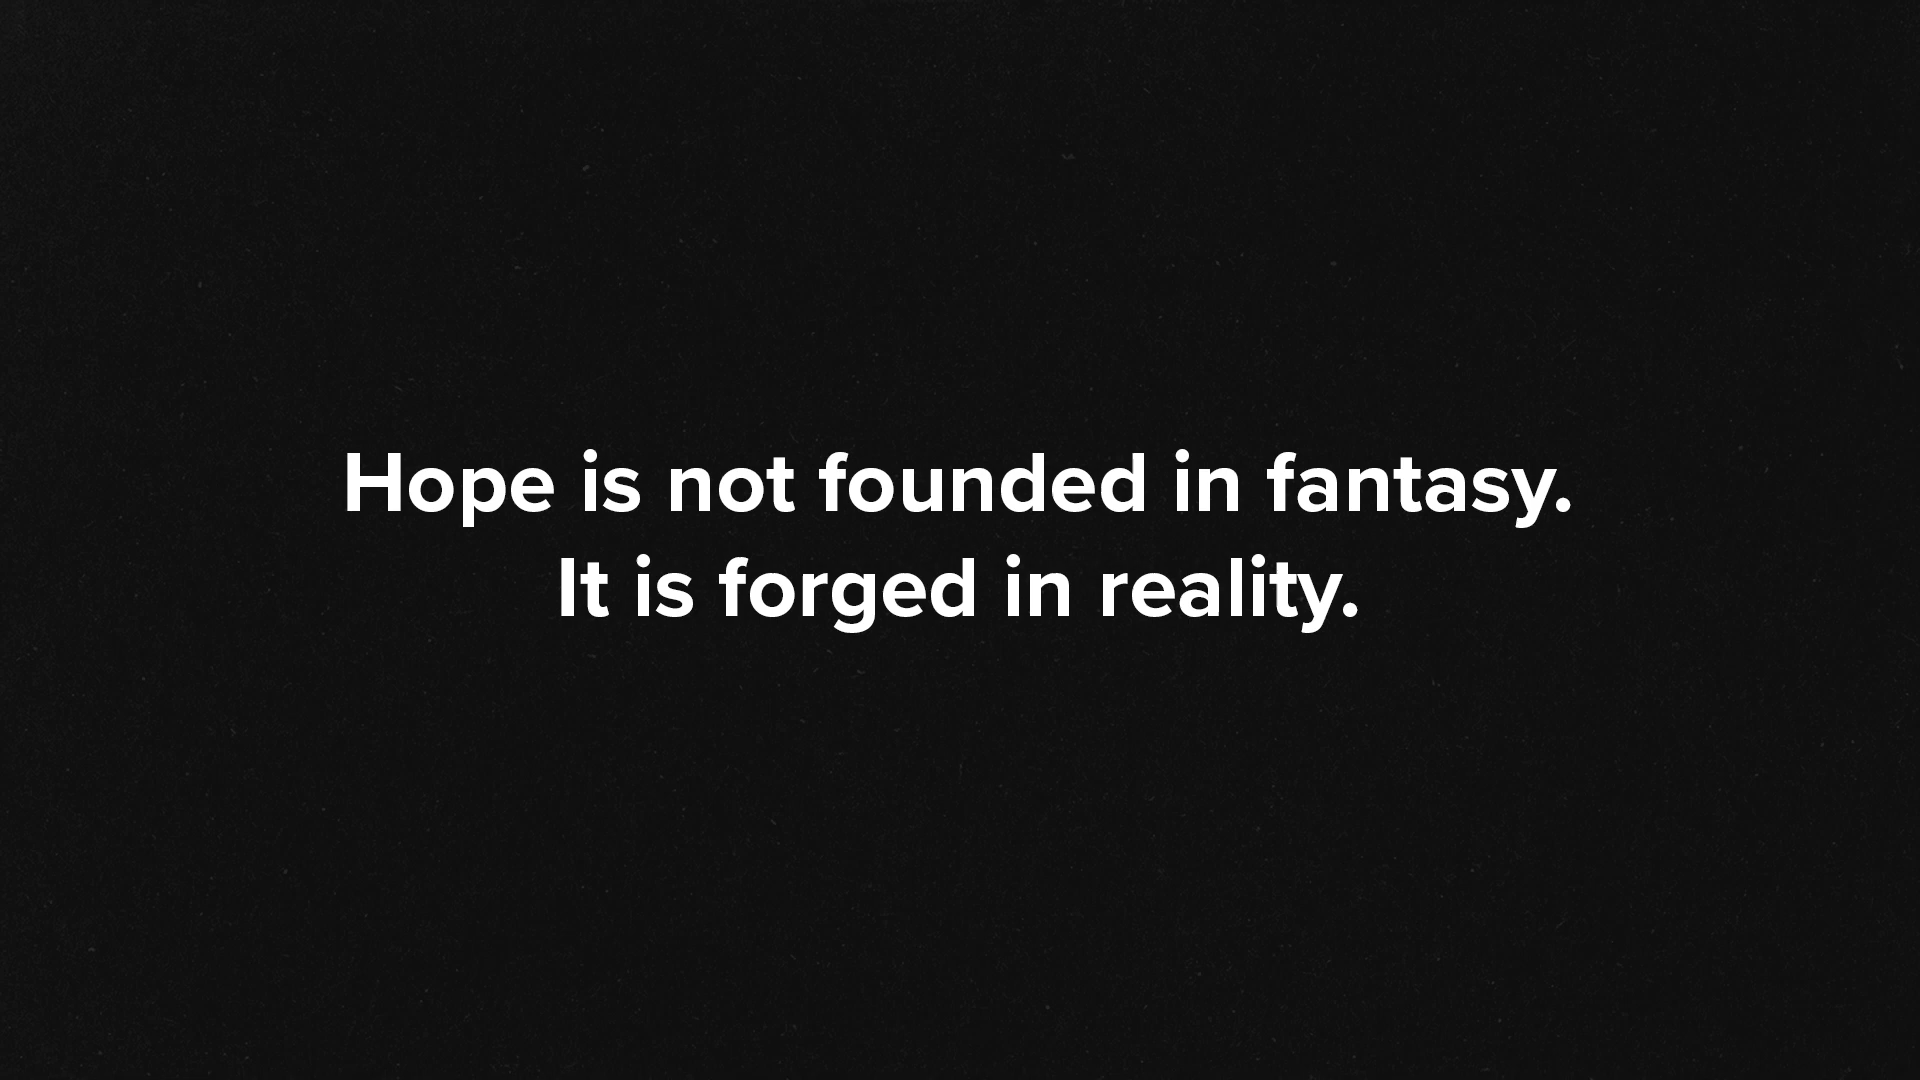 Hope is not founded in fantasy.
It is forged in reality.